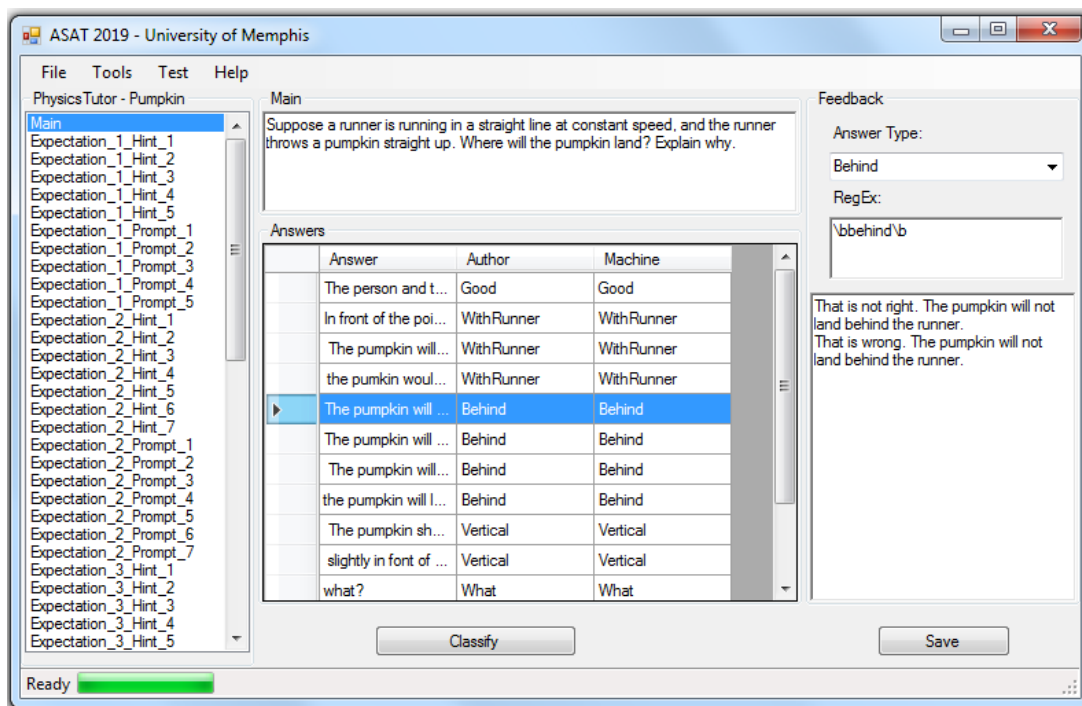 ASAT 2019 - University of Memphis
File Tools Test Help
PhysicsTutor - Pumpkin
Main
Expectation_1_Hint_1
Expectation_1_Hint_2
Expectation_1_Hint_3
Expectation_1_Hint_4
Expectation_1_Hint_5
Expectation_1_Prompt_1
Expectation_1_Prompt_2
Expectation_1_Prompt_3
Expectation_1_Prompt_4
Expectation_1_Prompt_5
Expectation_2_Hint_1
Expectation_2_Hint_2
Expectation_2_Hint_3
Expectation_2_Hint_4
Expectation_2_Hint_5
Expectation_2_Hint_6
Expectation_2_Hint_7
Expectation_2_Prompt_1
Expectation_2_Prompt_2
Expectation_2_Prompt_3
Expectation_2_Prompt_4
Expectation_2_Prompt_5
Expectation_2_Prompt_6
Expectation_2_Prompt_7
Expectation_3_Hint_1
Expectation_3_Hint_2
Expectation_3_Hint_3
Expectation_3_Hint_4
Expectation_3_Hint_5
Main
Suppose a runner is running in a straight line at constant speed, and the runner
throws a pumpkin straight up. Where will the pumpkin land? Explain why.
Answers
Answer Author Machine
The person and t... Good Good
In front of the poi... WithRunner WithRunner
The pumpkin will... WithRunner WithRunner
the pumkin woul... WithRunner WithRunner
The pumpkin will ... Behind Behind
The pumpkin will ... Behind Behind
The pumpkin will... Behind Behind
the pumpkin will l... Behind Behind
The pumpkin sh... Vertical Vertical
slightly in font of ... Vertical Vertical
what? What What
Classify
Feedback
Answer Type:
Behind
RegEx:
\bbehind\b
That is not right. The pumpkin will not
land behind the runner.
That is wrong. The pumpkin will not
land behind the runner.
Save
Ready